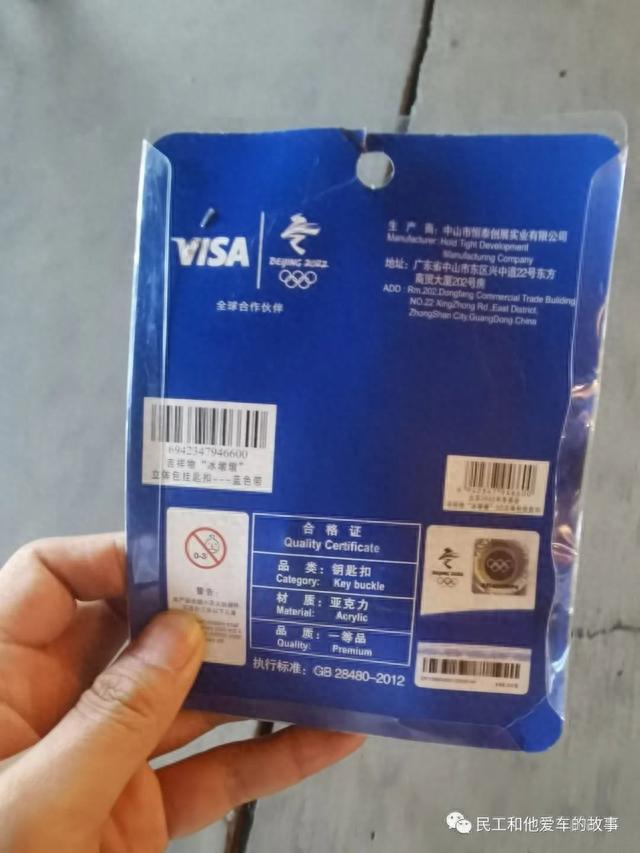 VISA
BEIJING 2022
全球合作伙伴
生 产 商：中山市恒泰创展实业有限公司
Manufacturer: Hold Tight Development
Manufacturing Company
地址：广东省中山市东区兴中道22号东方
商贸大厦202号房
ADD : Rm.202.Dongfang Commercial Trade Building
NO.22 XingZhong Rd.,East District,
ZhongShan City,GuangDong.China
6942347946600
吉祥物“冰墩墩”
立体包挂匙扣---蓝色带
6942347946600
0-3
警告：
合 格 证
Quality Certificate
品 类：钥匙扣
Category: Key buckle
材 质：亚克力
Material: Acrylic
品 质：一等品
Quality: Premium
执行标准：GB 28480-2012
BEIJING 2022
民工和他爱车的故事